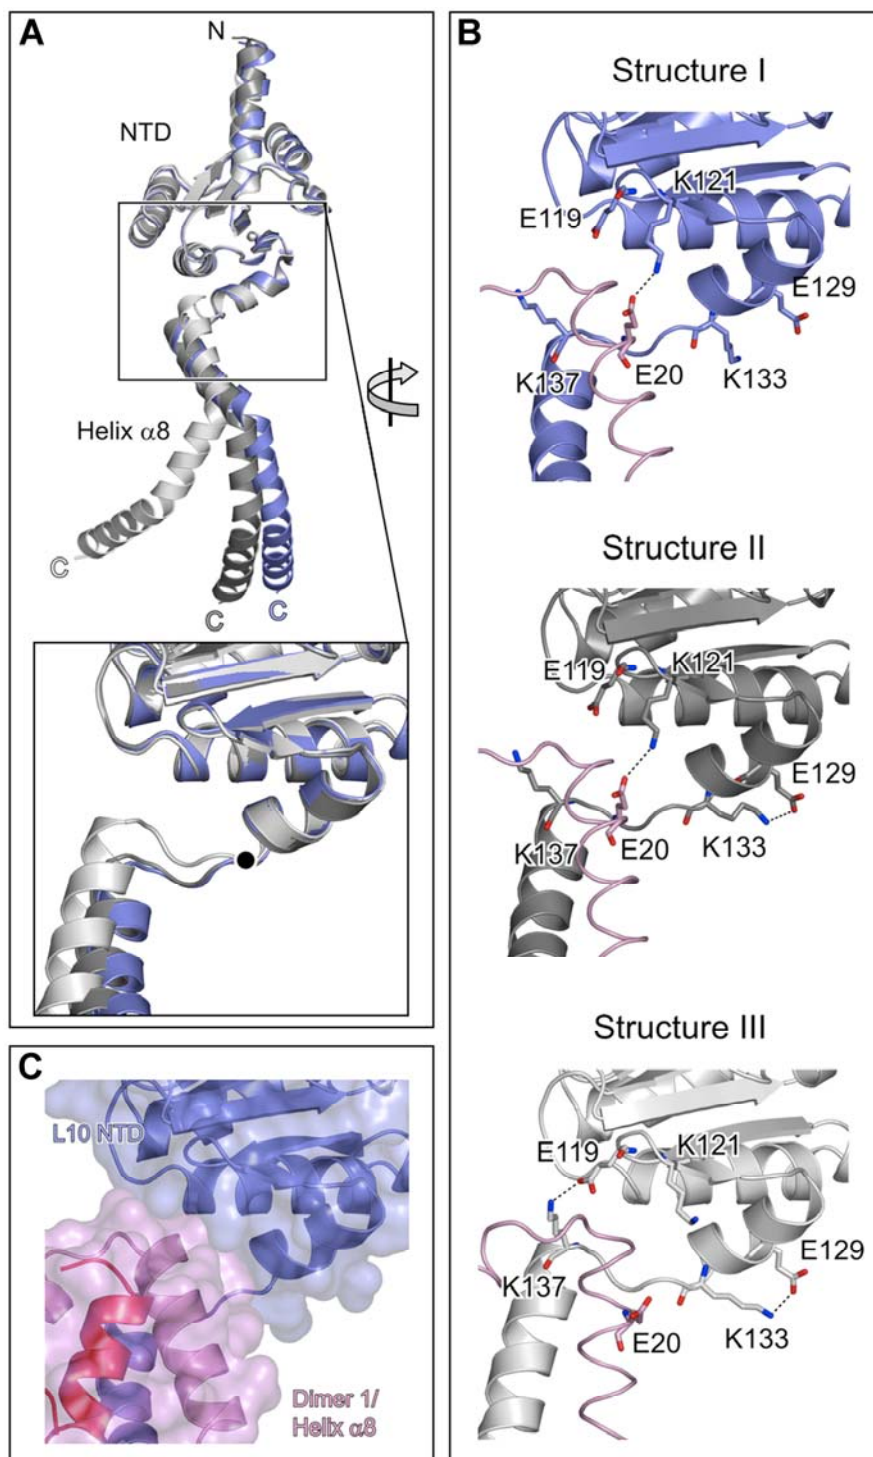 A
N
NTD
Helix α8
C
C
C
B
Structure I
K121
E119
E129
K137
E20
K133
Structure II
E119
K121
E129
K137
E20
K133
Structure III
E119
K121
E129
K137
E20
K133
C
L10 NTD
Dimer 1/
Helix α8